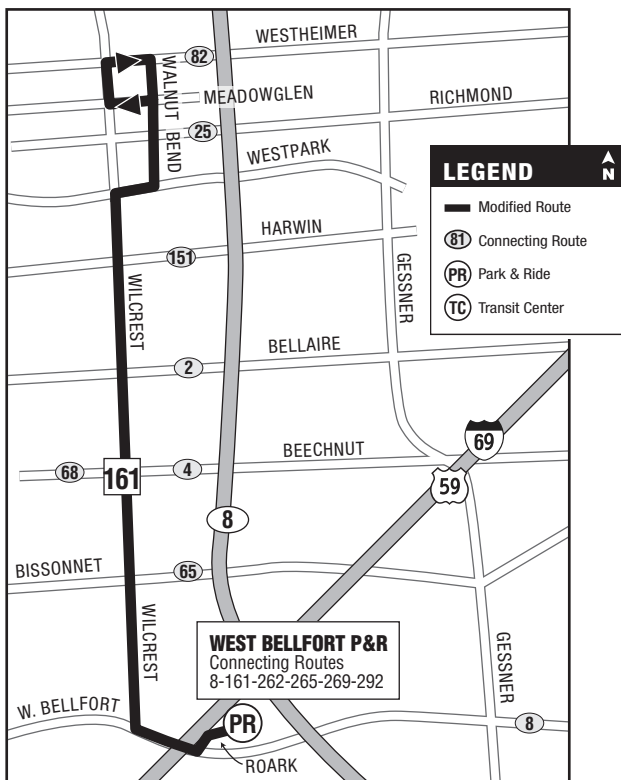 WESTHEIMER
82
WALNUT BEND
MEADOWGLEN
RICHMOND
25
WESTPARK
LEGEND
N
Modified Route
81 Connecting Route
PR Park & Ride
TC Transit Center
HARWIN
151
GESSNER
WILCREST
BELLAIRE
2
69
BEECHNUT
68
161
4
59
8
BISSONNET
65
WILCREST
WEST BELLFORT P&R
Connecting Routes
8-161-262-265-269-292
GESSNER
W. BELLFORT
PR
8
ROARK